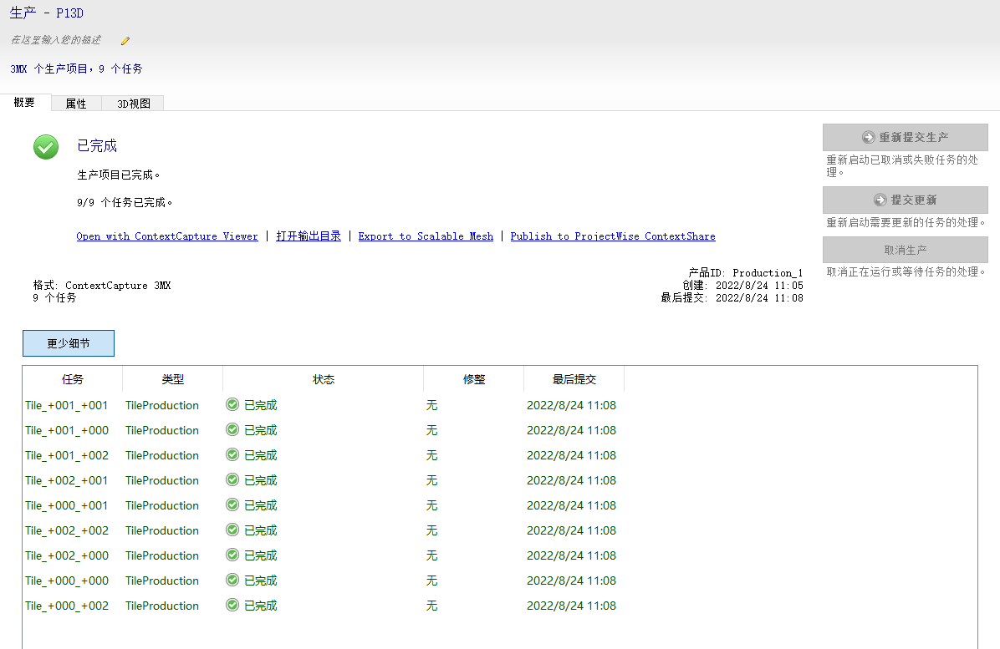 生产 - P13D
在这里输入您的描述
3MX 个生产项目，9 个任务
概要 属性 3D视图
已完成
生产项目已完成。
9/9 个任务已完成。
Open with ContextCapture Viewer | 打开输出目录 | Export to Scalable Mesh | Publish to ProjectWise ContextShare
格式: ContextCapture 3MX
9 个任务
产品ID: Production_1
创建: 2022/8/24 11:05
最后提交: 2022/8/24 11:08
重新提交生产
重新启动已取消或失败任务的处
理。
提交更新
重新启动需要更新的任务的处理。
取消生产
取消正在运行或等待任务的处理。
更少细节
任务 类型 状态 修整 最后提交
Tile_+001_+001 TileProduction 已完成 无 2022/8/24 11:08
Tile_+001_+000 TileProduction 已完成 无 2022/8/24 11:08
Tile_+001_+002 TileProduction 已完成 无 2022/8/24 11:08
Tile_+002_+001 TileProduction 已完成 无 2022/8/24 11:08
Tile_+000_+001 TileProduction 已完成 无 2022/8/24 11:08
Tile_+002_+002 TileProduction 已完成 无 2022/8/24 11:08
Tile_+002_+000 TileProduction 已完成 无 2022/8/24 11:08
Tile_+000_+000 TileProduction 已完成 无 2022/8/24 11:08
Tile_+000_+002 TileProduction 已完成 无 2022/8/24 11:08